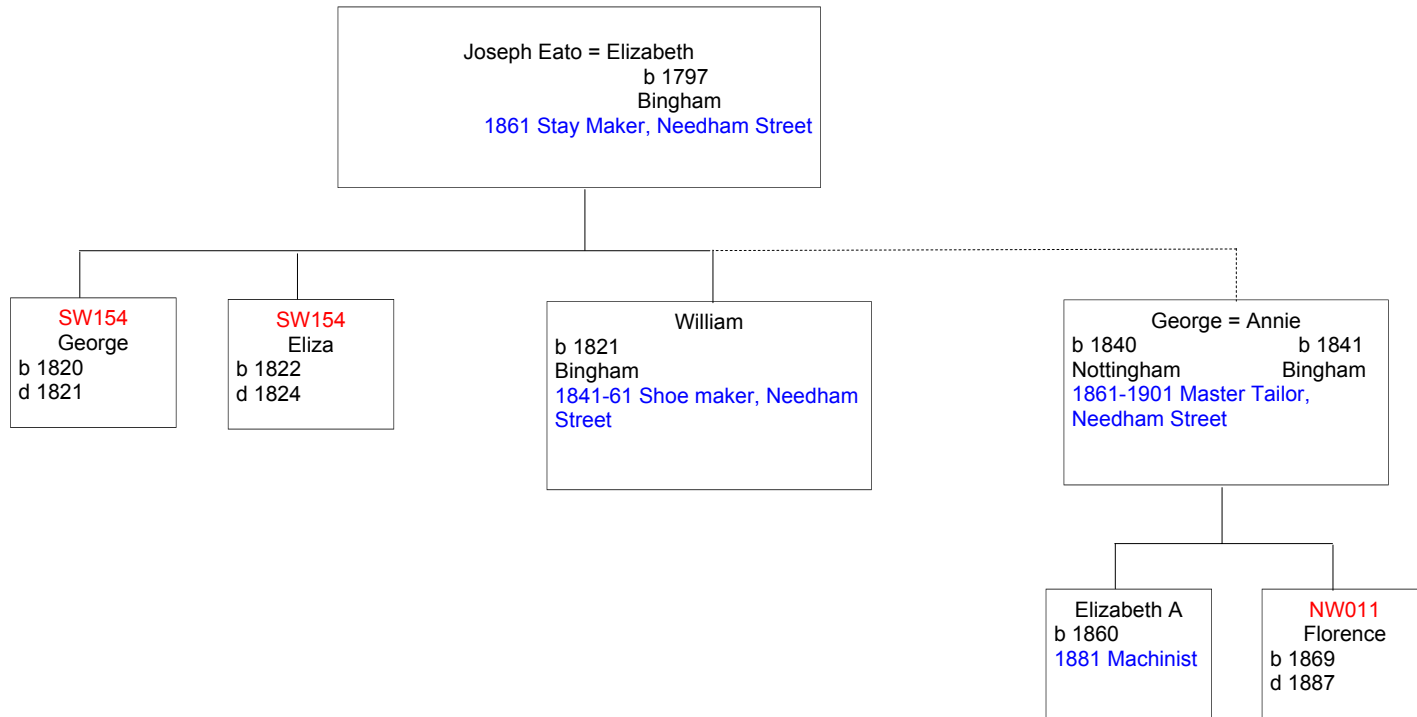 Joseph Eato = Elizabeth
b 1797
Bingham
1861 Stay Maker, Needham Street
SW154
George
b 1820
d 1821
SW154
Eliza
b 1822
d 1824
William
b 1821
Bingham
1841-61 Shoe maker, Needham
Street
George = Annie
b 1840 b 1841
Nottingham Bingham
1861-1901 Master Tailor,
Needham Street
Elizabeth A
b 1860
1881 Machinist
NW011
Florence
b 1869
d 1887